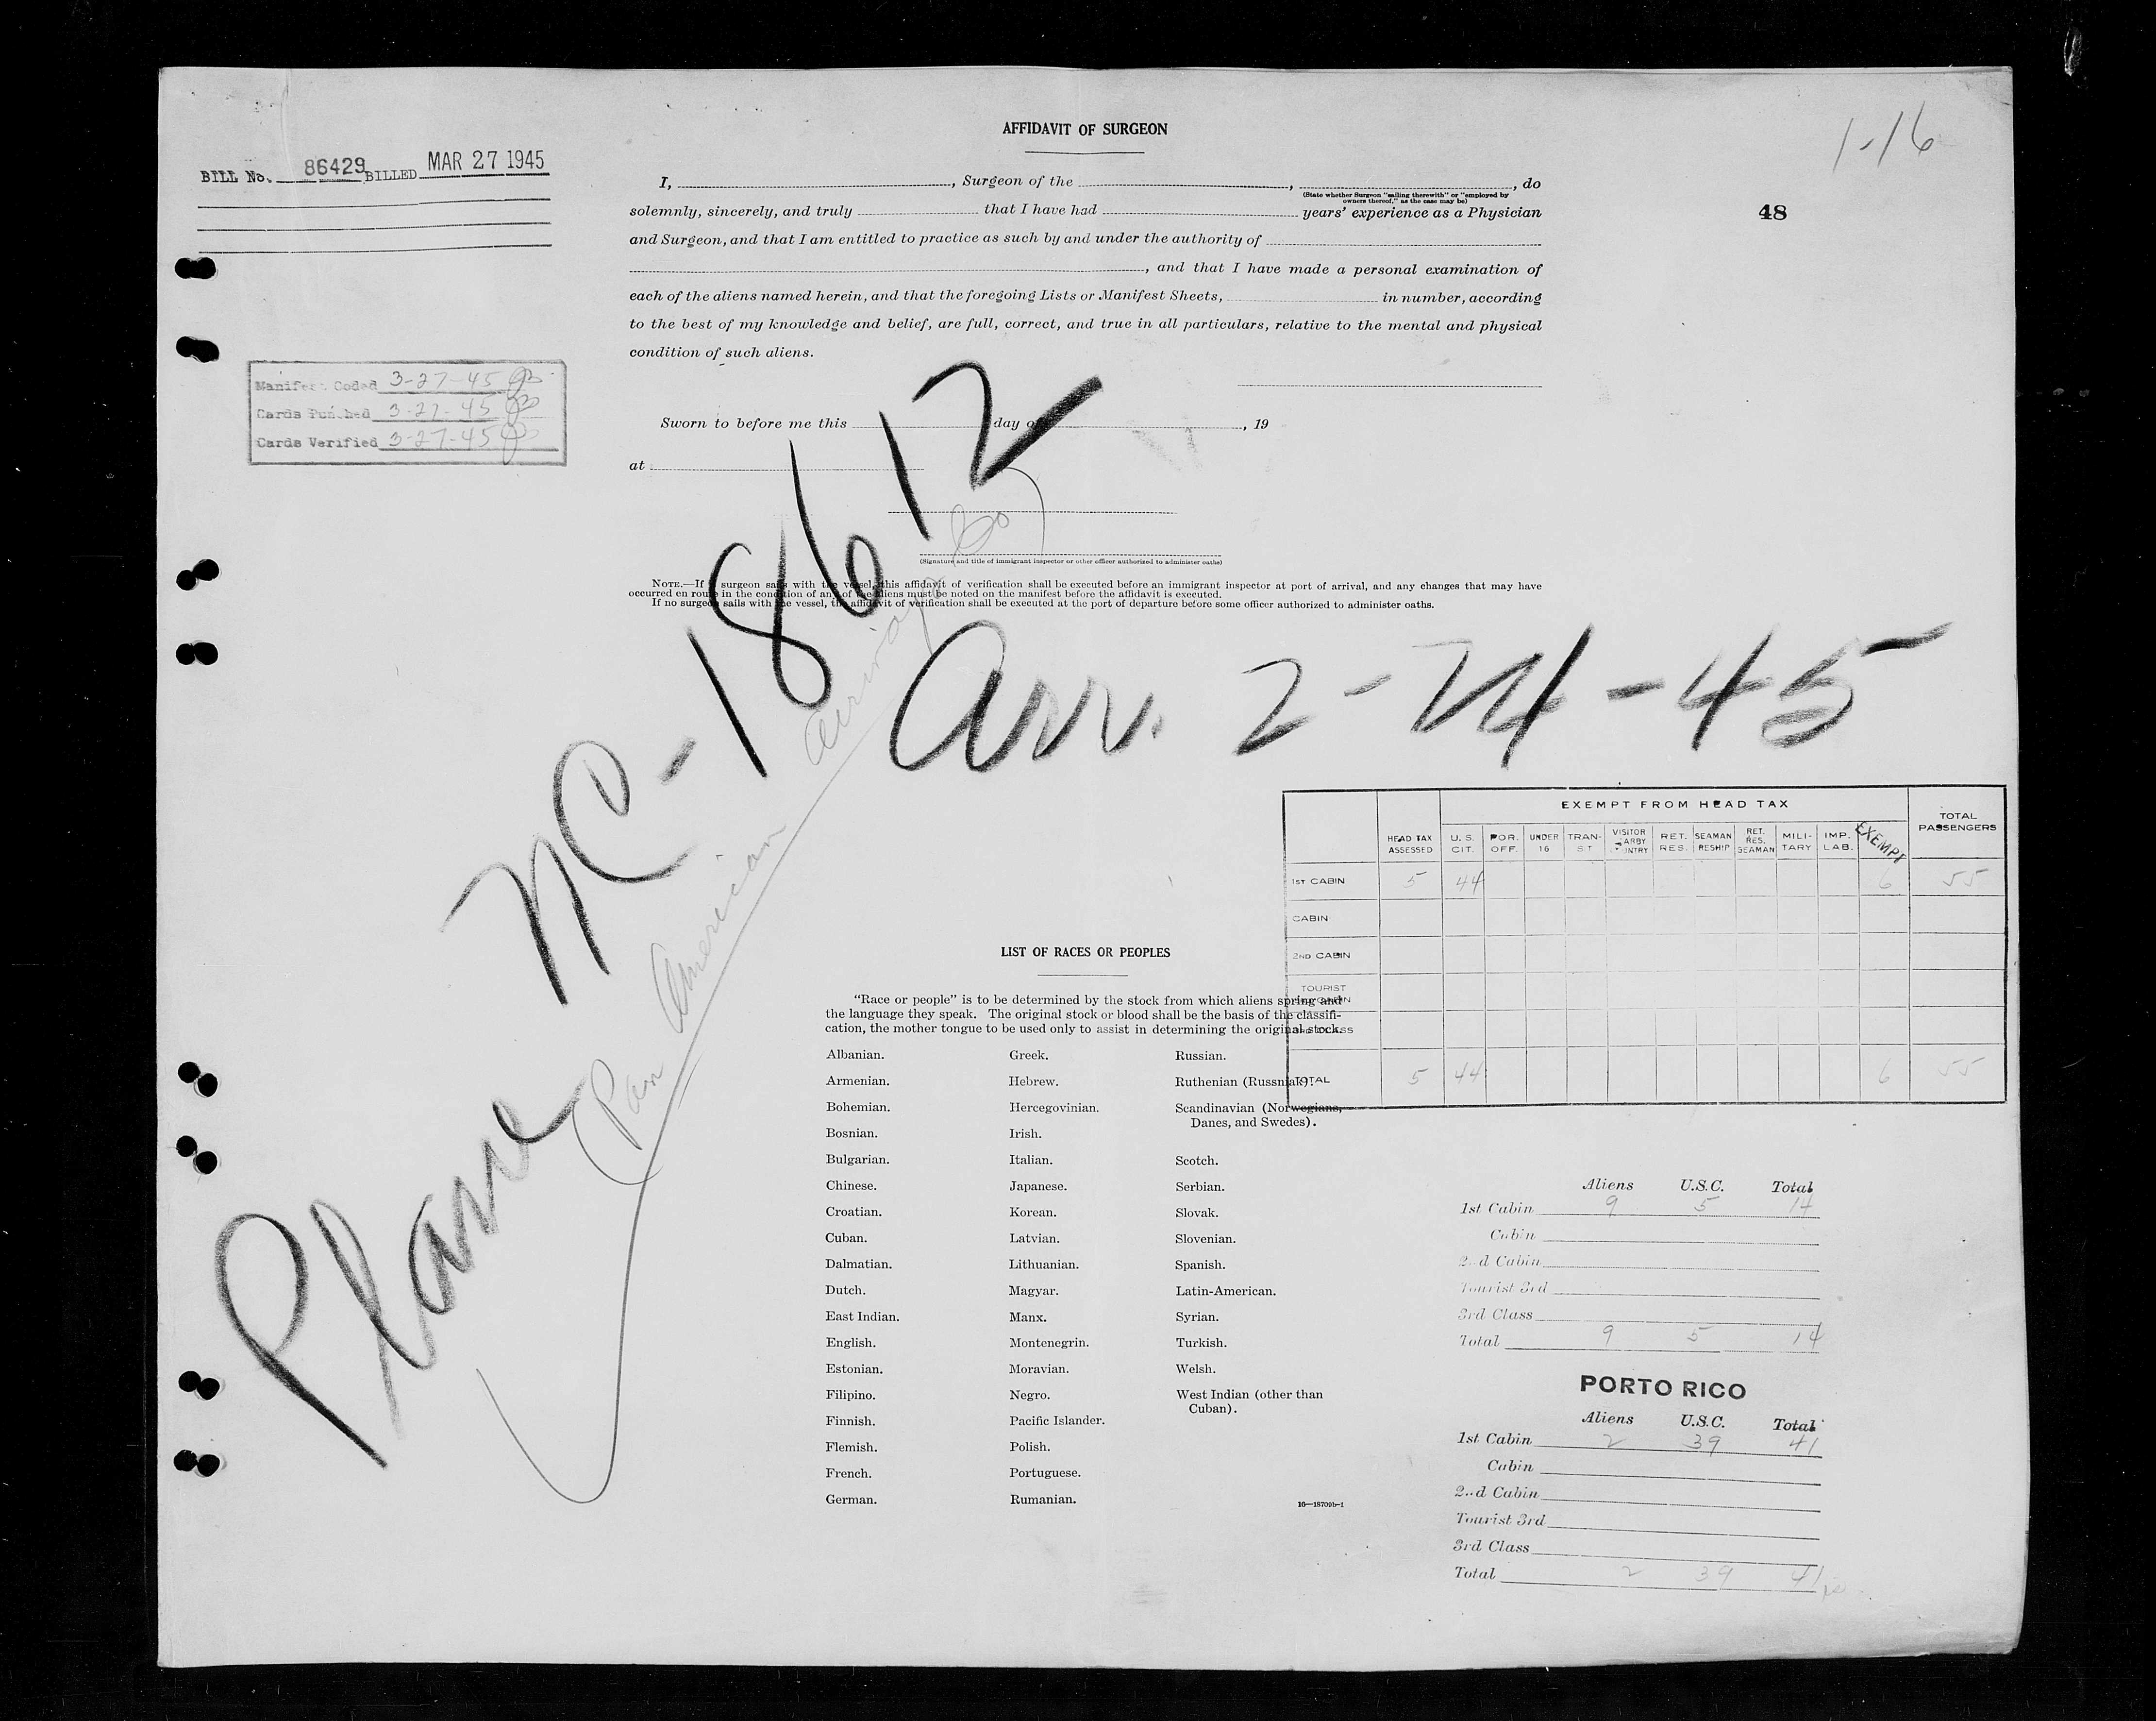 AFFIDAVIT OF SURGEON
1-16
BILL No. 86429 BILLED MAR 27 1945
48
I, , Surgeon of the , , do
(State whether Surgeon "sailing therewith" or "employed by
owners thereof," as the case may be)
solemnly, sincerely, and truly that I have had years' experience as a Physician
and Surgeon, and that I am entitled to practice as such by and under the authority of
, and that I have made a personal examination of
each of the aliens named herein, and that the foregoing Lists or Manifest Sheets, in number, according
to the best of my knowledge and belief, are full, correct, and true in all particulars, relative to the mental and physical
condition of such aliens.
Manifest Coded 3-27-45
Cards Punched 3-27-45
Cards Verified 3-27-45
Sworn to before me this day of , 19
at
(Signature and title of immigrant inspector or other officer authorized to administer oaths)
NOTE.—If a surgeon sails with the vessel, this affidavit of verification shall be executed before an immigrant inspector at port of arrival, and any changes that may have
occurred en route in the condition of any of the aliens must be noted on the manifest before the affidavit is executed.
If no surgeon sails with the vessel, the affidavit of verification shall be executed at the port of departure before some officer authorized to administer oaths.
Plane NC-18612
(Pan American Airways Co)
Arr. 2-24-45
EXEMPT FROM HEAD TAX
HEAD TAX ASSESSED U.S. CIT. FOR. OFF. UNDER 16 TRANSIT VISITOR NEARBY COUNTRY RET. RES. SEAMAN RESHIP RET. RES. SEAMAN MILITARY IMP. LAB. EXEMPT TOTAL PASSENGERS
1ST CABIN 5 44 6 55
CABIN
2ND CABIN
TOURIST
TOTAL 5 44 6 55
LIST OF RACES OR PEOPLES
"Race or people" is to be determined by the stock from which aliens spring and
the language they speak. The original stock or blood shall be the basis of the classifi-
cation, the mother tongue to be used only to assist in determining the original stock.
Albanian. Greek. Russian.
Armenian. Hebrew. Ruthenian (Russniak).
Bohemian. Hercegovinian. Scandinavian (Norwegians,
Danes, and Swedes).
Bosnian. Irish.
Bulgarian. Italian. Scotch.
Chinese. Japanese. Serbian.
Croatian. Korean. Slovak.
Cuban. Latvian. Slovenian.
Dalmatian. Lithuanian. Spanish.
Dutch. Magyar. Latin-American.
East Indian. Manx. Syrian.
English. Montenegrin. Turkish.
Estonian. Moravian. Welsh.
Filipino. Negro. West Indian (other than
Cuban).
Finnish. Pacific Islander.
Flemish. Polish.
French. Portuguese.
German. Rumanian.
16—18709b-1
Aliens U.S.C. Total
1st Cabin 9 5 14
Cabin
2nd Cabin
Tourist 3rd
3rd Class
Total 9 5 14
PORTO RICO
Aliens U.S.C. Total
1st Cabin 2 39 41
Cabin
2nd Cabin
Tourist 3rd
3rd Class
Total 2 39 41